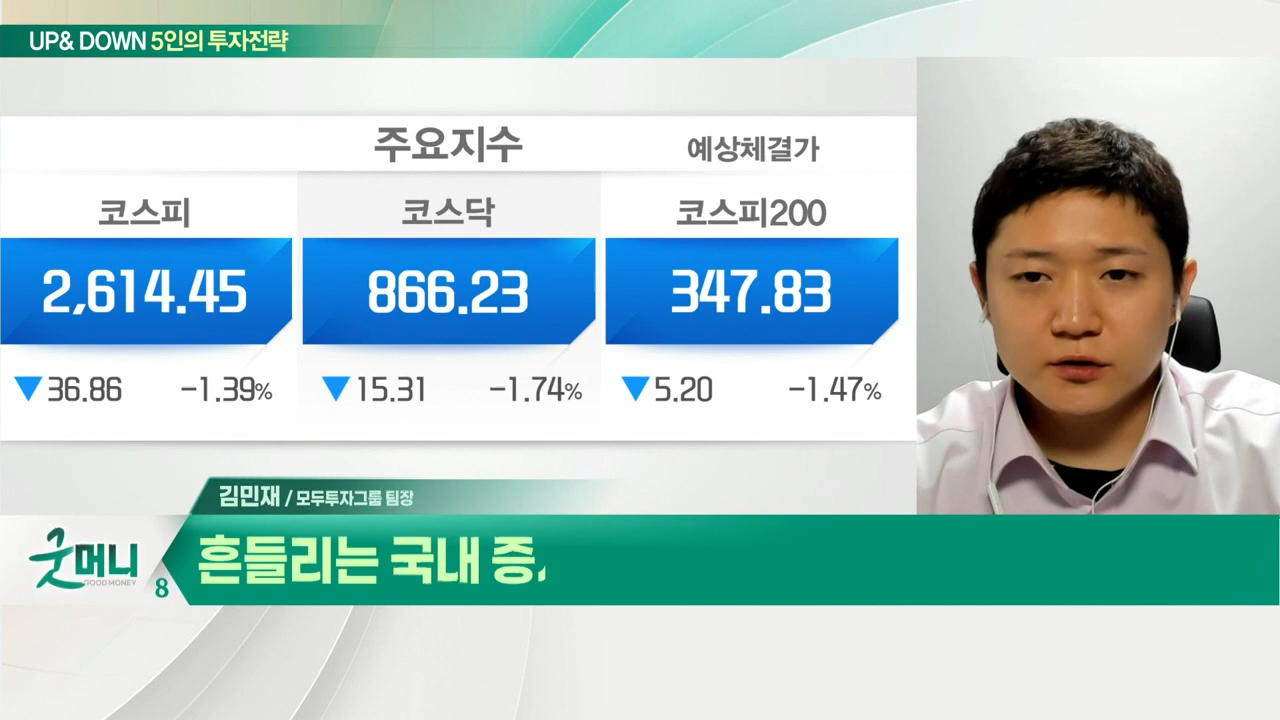 UP& DOWN 5인의 투자전략
주요지수
예상체결가
코스피
코스닥
코스피200
2,614.45
866.23
347.83
▼36.86 -1.39%
▼15.31 -1.74%
▼5.20 -1.47%
김민재 / 모두투자그룹 팀장
굿머니
GOOD MONEY
8
흔들리는 국내